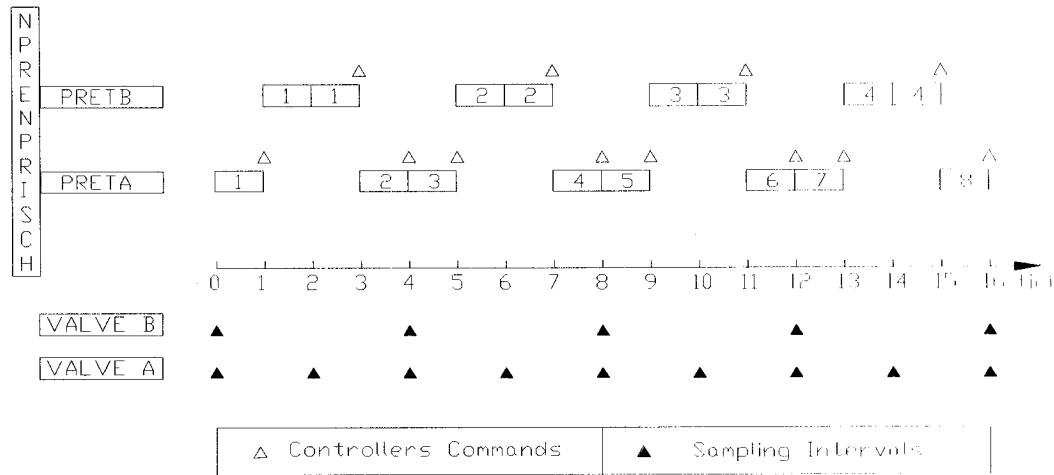 NPRENPRISCH
PRETB
1 1 2 2 3 3 4 4
PRETA
1 2 3 4 5 6 7 8
0 1 2 3 4 5 6 7 8 9 10 11 12 13 14 15 16
VALVE B
VALVE A
Controllers Commands
Sampling Intervals